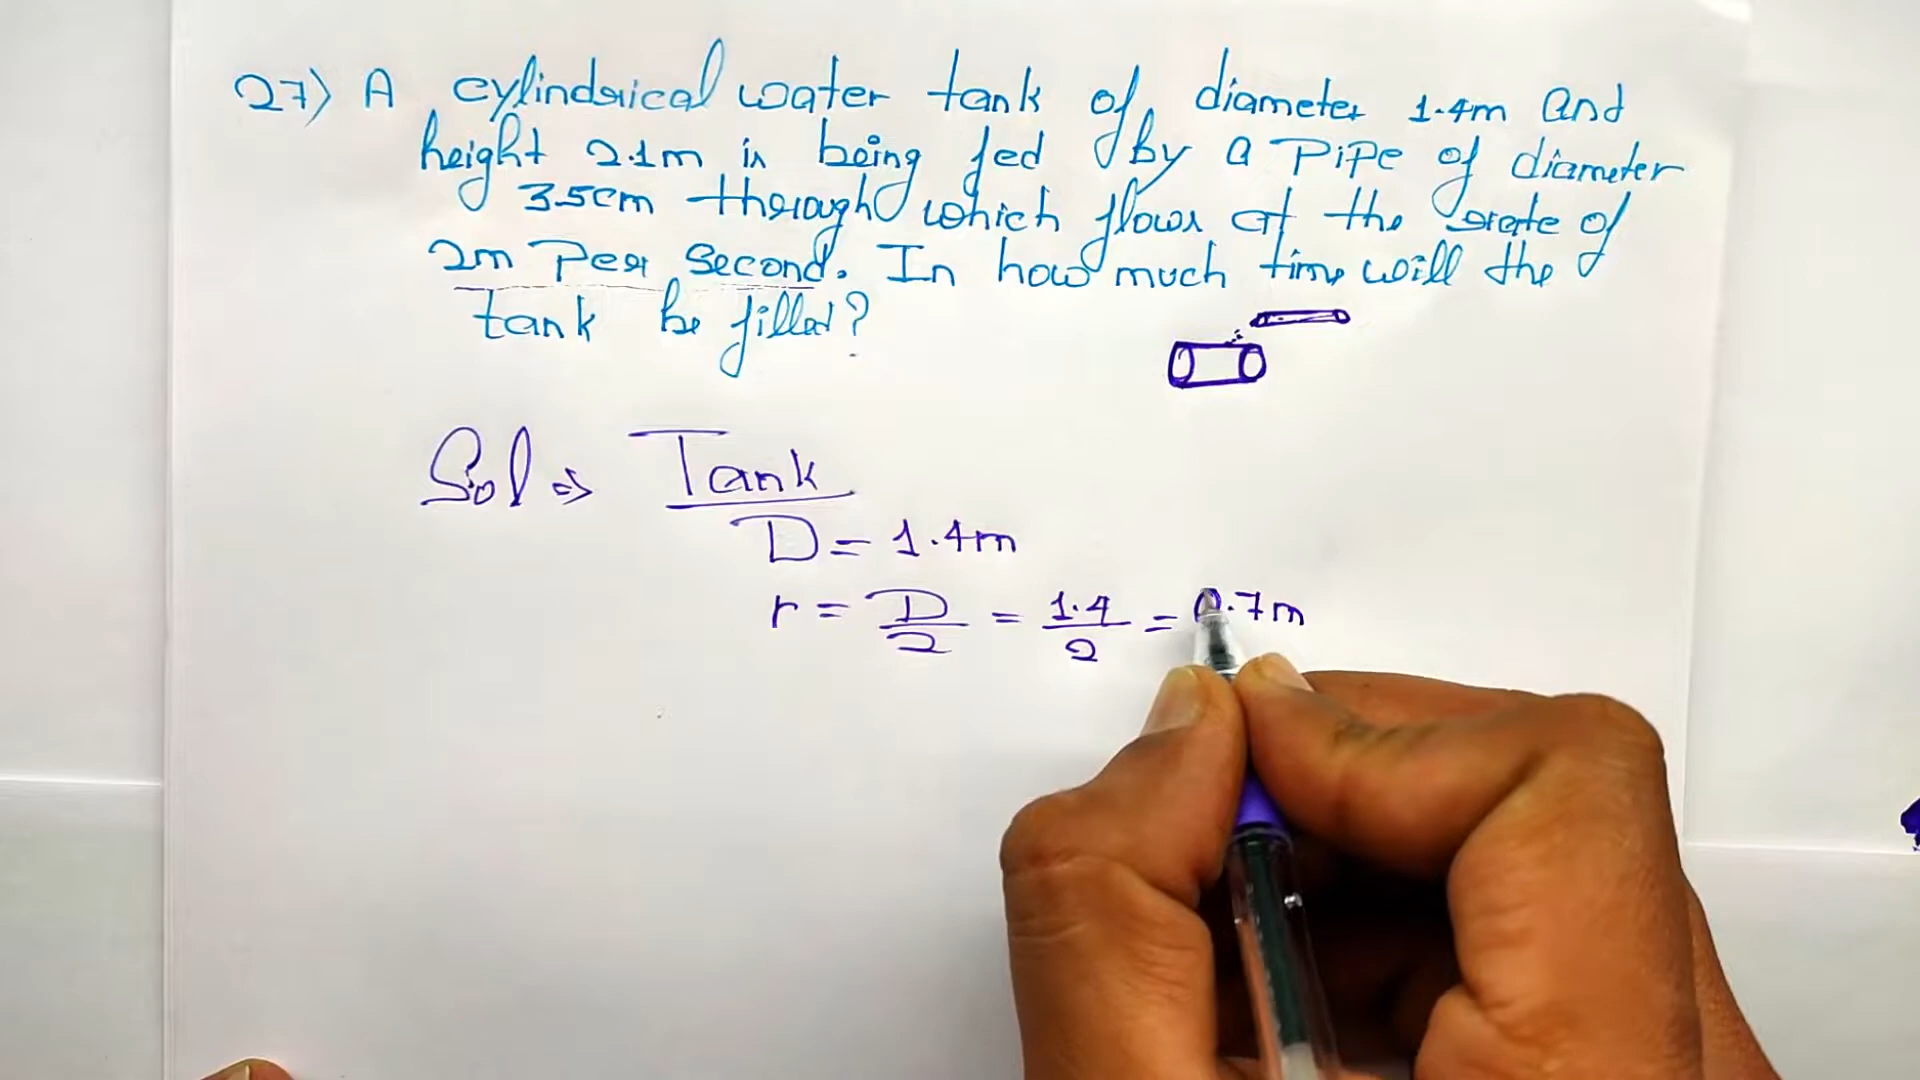 27) A cylindrical water tank of diameter 1.4m and
height 2.1m is being fed by a pipe of diameter
3.5cm through which flows at the rate of
2m per second. In how much time will the
tank be filled?
Sol ⇒ Tank
D = 1.4m
r = D/2 = 1.4/2 = 0.7m